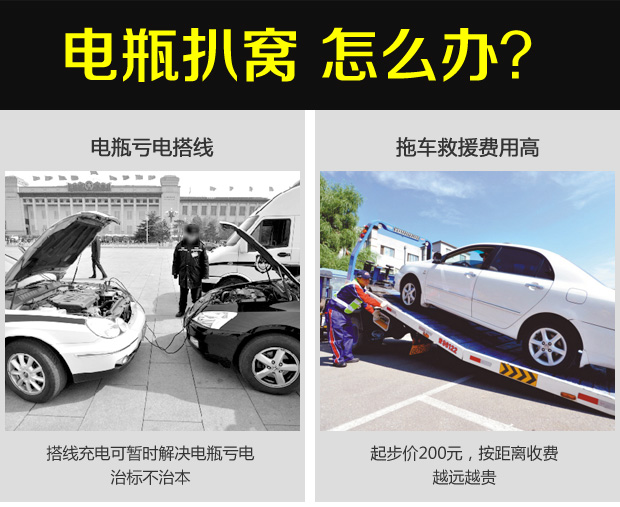 电瓶扒窝 怎么办?
电瓶亏电搭线
拖车救援费用高
搭线充电可暂时解决电瓶亏电
治标不治本
起步价200元，按距离收费
越远越贵